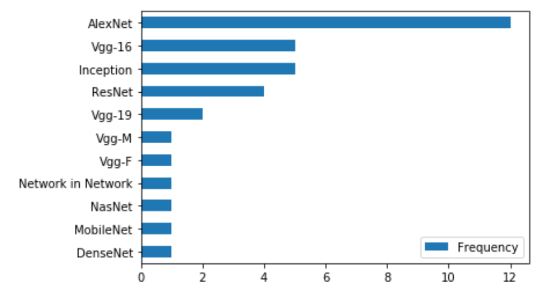 AlexNet
Vgg-16
Inception
ResNet
Vgg-19
Vgg-M
Vgg-F
Network in Network
NasNet
MobileNet
DenseNet
Frequency
0 2 4 6 8 10 12